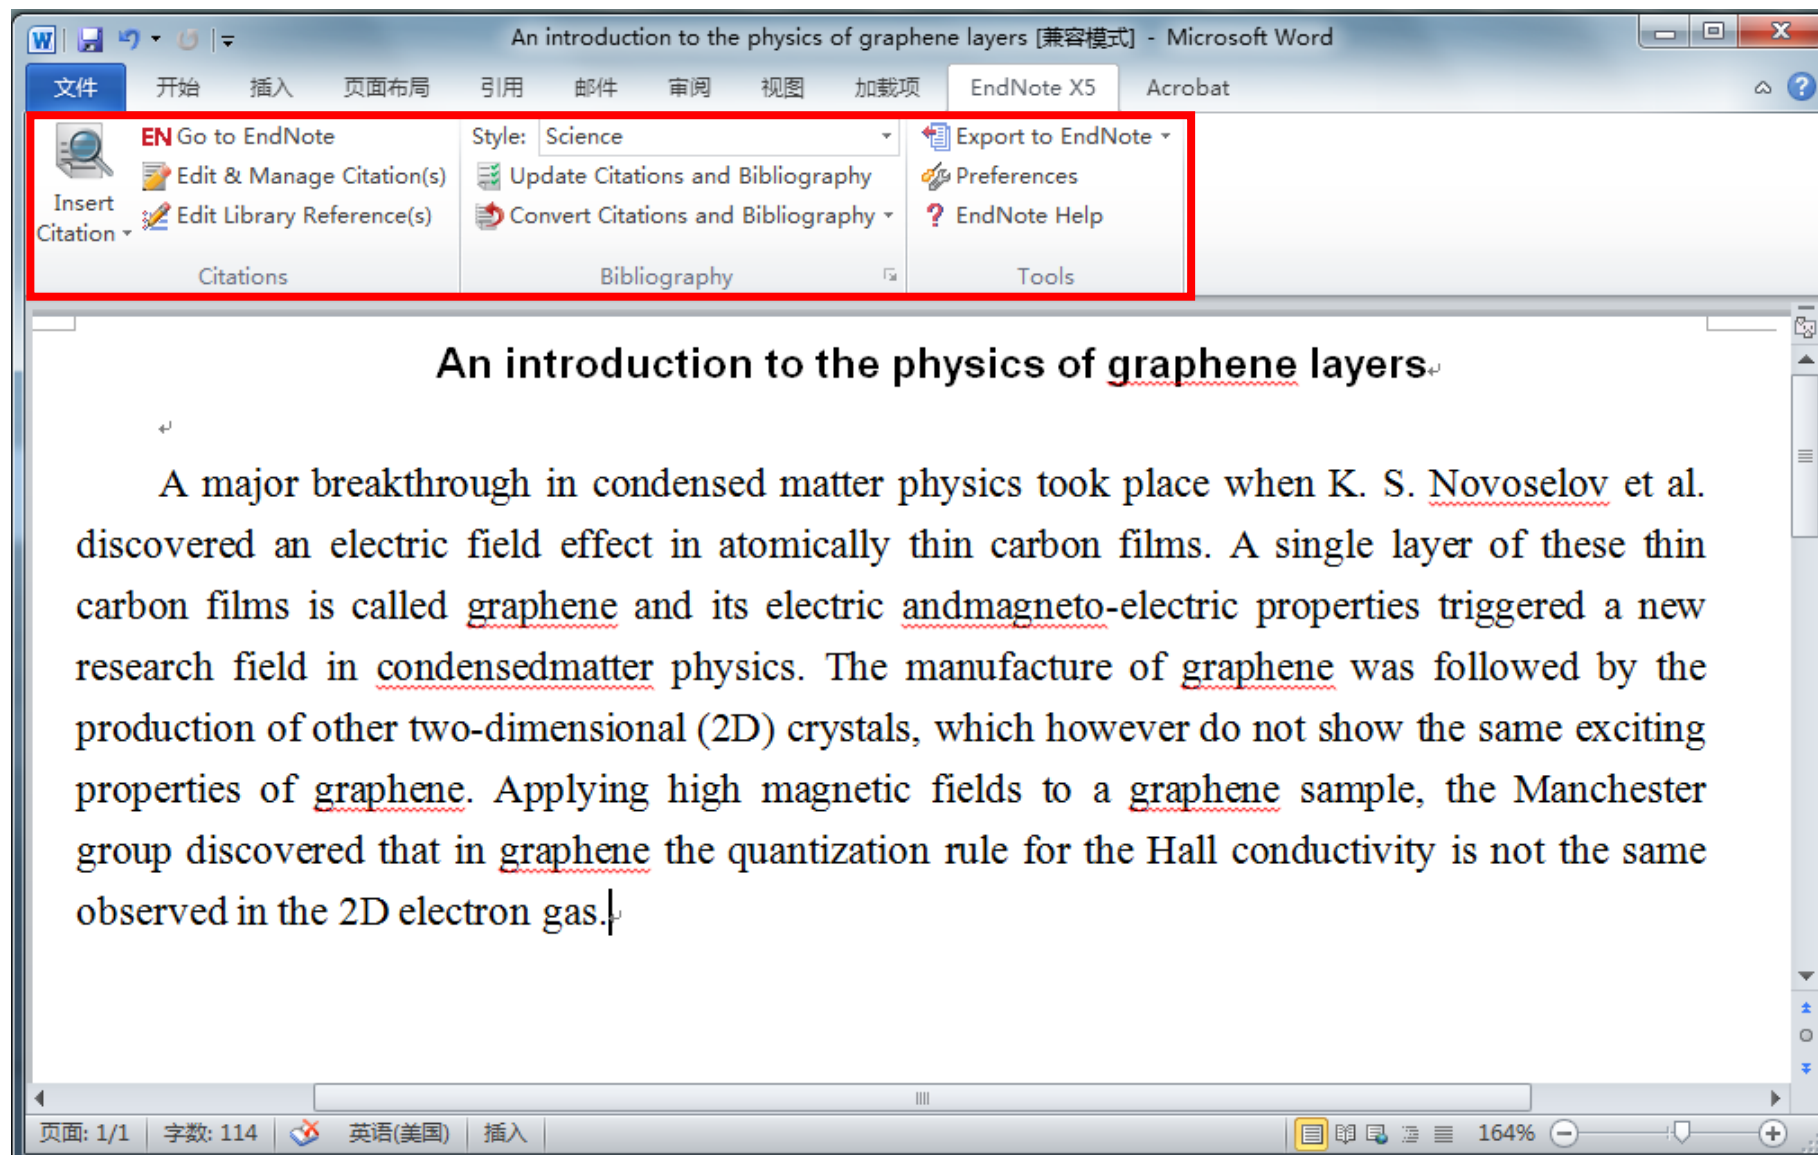 An introduction to the physics of graphene layers [兼容模式] - Microsoft Word
文件 开始 插入 页面布局 引用 邮件 审阅 视图 加载项 EndNote X5 Acrobat
Insert Citation
EN Go to EndNote
Edit & Manage Citation(s)
Edit Library Reference(s)
Citations
Style: Science
Update Citations and Bibliography
Convert Citations and Bibliography
Bibliography
Export to EndNote
Preferences
EndNote Help
Tools
An introduction to the physics of graphene layers
A major breakthrough in condensed matter physics took place when K. S. Novoselov et al.
discovered an electric field effect in atomically thin carbon films. A single layer of these thin
carbon films is called graphene and its electric andmagneto-electric properties triggered a new
research field in condensedmatter physics. The manufacture of graphene was followed by the
production of other two-dimensional (2D) crystals, which however do not show the same exciting
properties of graphene. Applying high magnetic fields to a graphene sample, the Manchester
group discovered that in graphene the quantization rule for the Hall conductivity is not the same
observed in the 2D electron gas.
页面: 1/1 字数: 114 英语(美国) 插入 164%